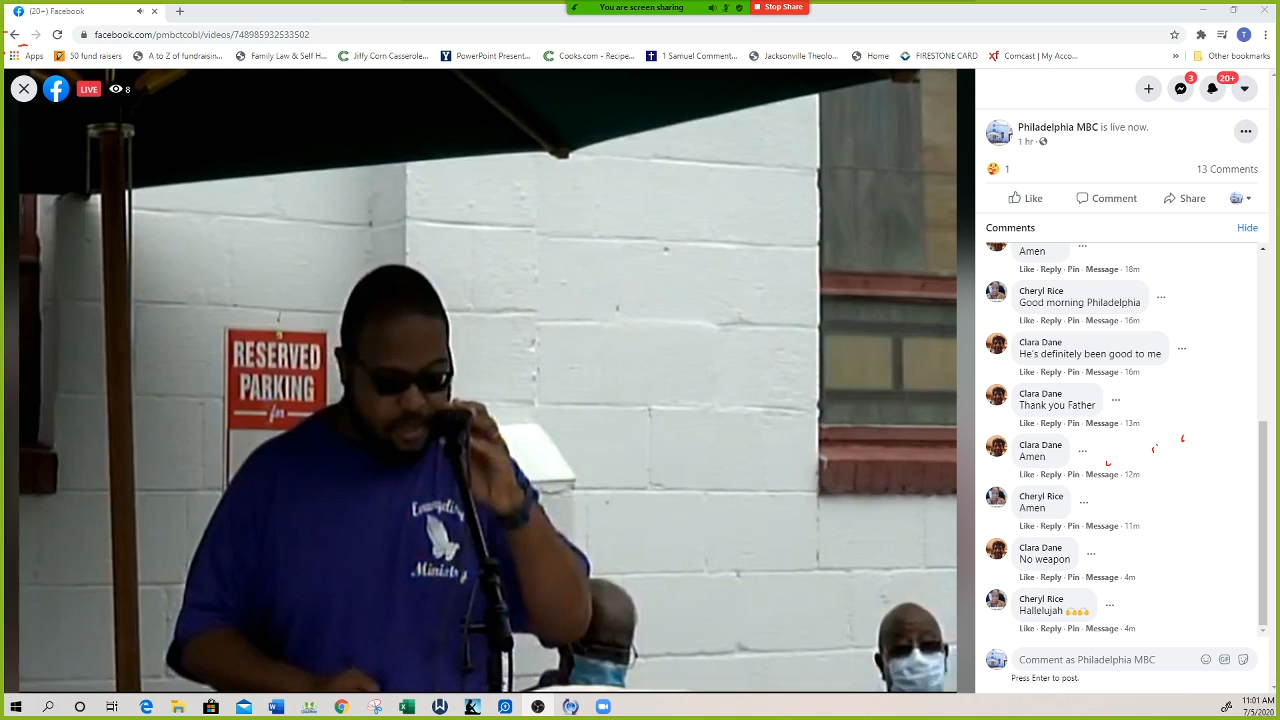 You are screen sharing
Stop Share
(20+) Facebook
facebook.com/pmbctcobl/videos/748985932533502
T
Apps
50 fund raisers
A to Z of fundraisin...
Family Law & Self H...
Jiffy Corn Casserole...
PowerPoint Present...
Cooks.com - Recipe...
1 Samuel Comment...
Jacksonville Theolo...
Home
FIRESTONE CARD
Comcast | My Acco...
»
Other bookmarks
LIVE
8
3
20+
Philadelphia MBC is live now.
1 hr ·
1
13 Comments
Like
Comment
Share
Comments
Hide
Amen
Like · Reply · Pin · Message · 18m
Cheryl Rice
Good morning Philadelphia
Like · Reply · Pin · Message · 16m
Clara Dane
He's definitely been good to me
Like · Reply · Pin · Message · 16m
Clara Dane
Thank you Father
Like · Reply · Pin · Message · 13m
Clara Dane
Amen
Like · Reply · Pin · Message · 12m
Cheryl Rice
Amen
Like · Reply · Pin · Message · 11m
Clara Dane
No weapon
Like · Reply · Pin · Message · 4m
Cheryl Rice
Hallelujah 🙌🙌
Like · Reply · Pin · Message · 4m
Comment as Philadelphia MBC
GIF
Press Enter to post.
RESERVED
PARKING
for
Ministry
11:01 AM
7/5/2020